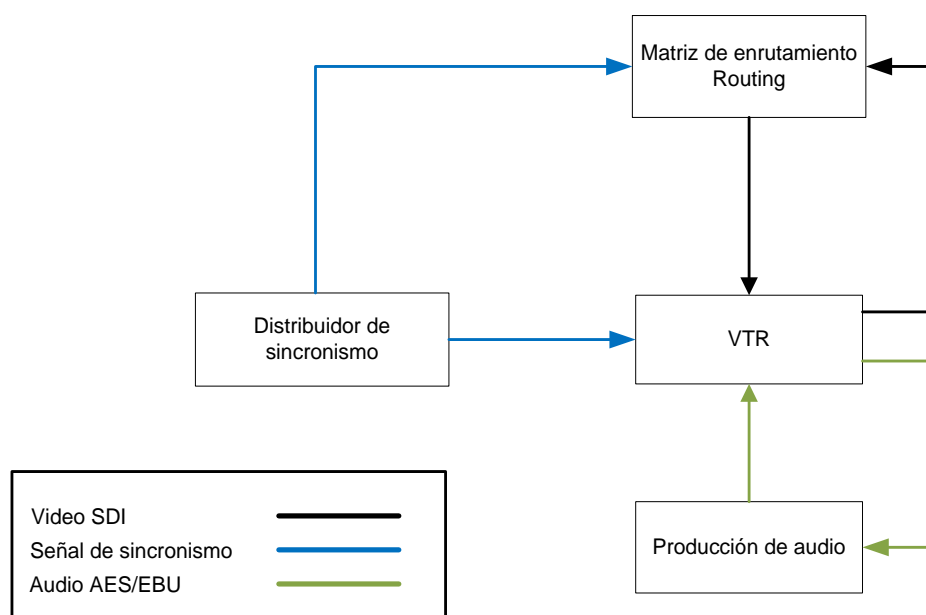 Matriz de enrutamiento
Routing
Distribuidor de
sincronismo
VTR
Producción de audio
Video SDI
Señal de sincronismo
Audio AES/EBU